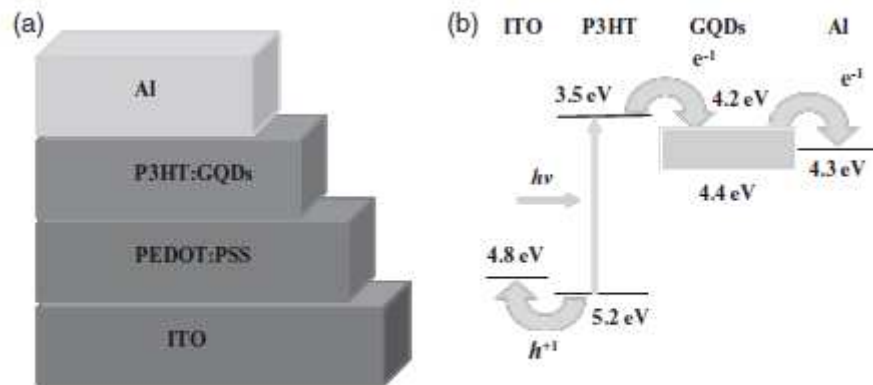 (a)
Al
P3HT:GQDs
PEDOT:PSS
ITO
(b)
ITO P3HT GQDs Al
e⁻¹
e⁻¹
3.5 eV 4.2 eV
4.3 eV
4.4 eV
hν
4.8 eV
5.2 eV
h⁺¹